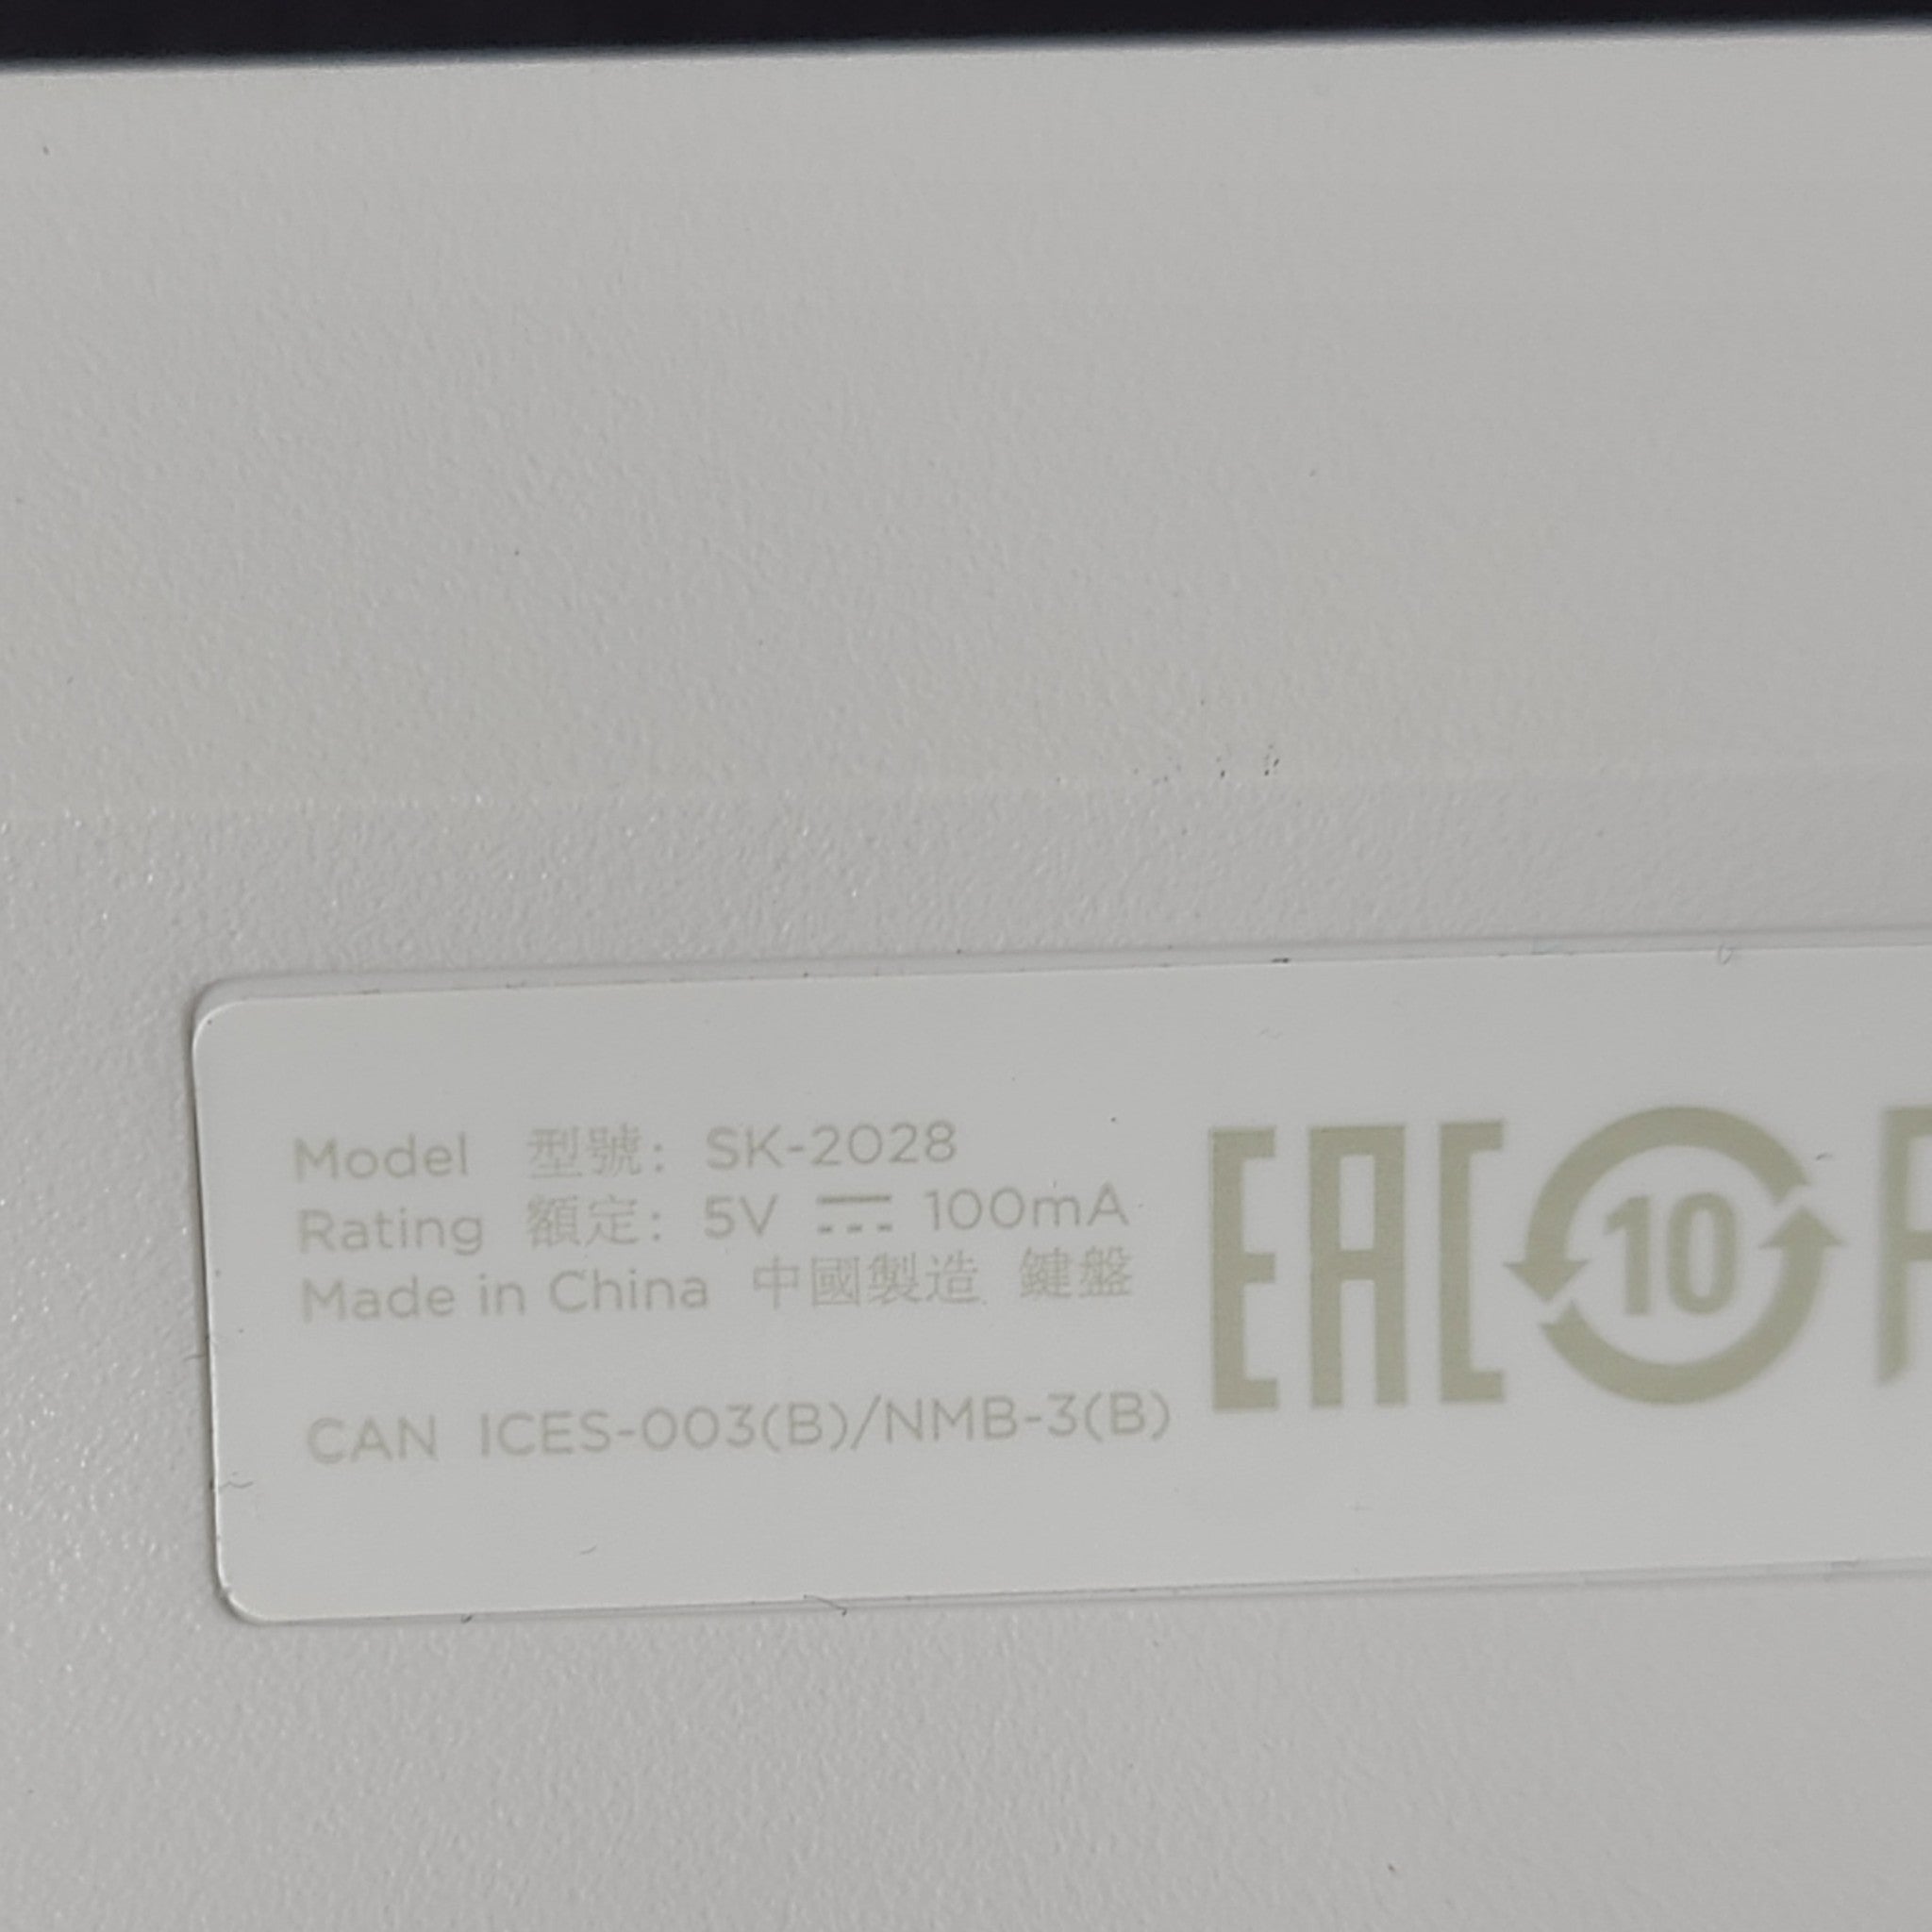 Model 型號: SK-2028
Rating 額定: 5V ⎓ 100mA
Made in China 中國製造 鍵盤
CAN ICES-003(B)/NMB-3(B)
EAC
10